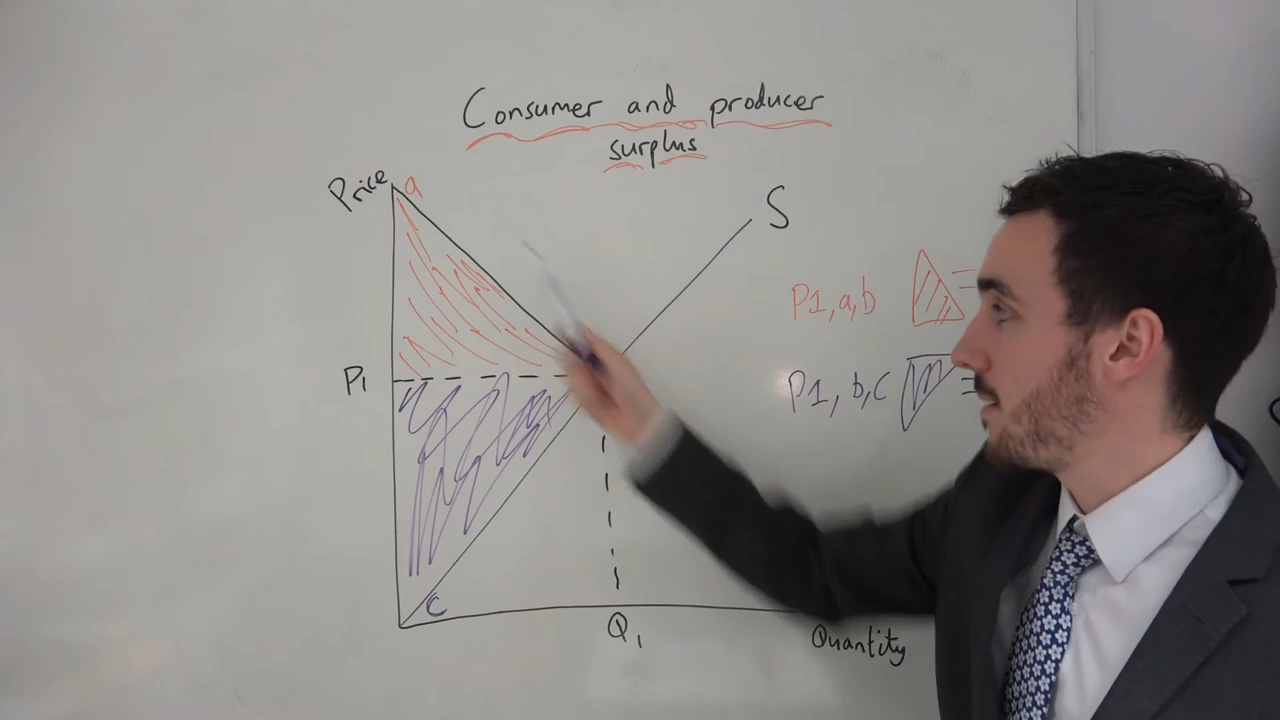 Consumer and producer
surplus
Price
a
S
P1,a,b =
P1
P1, b,c =
c
Q1
Quantity